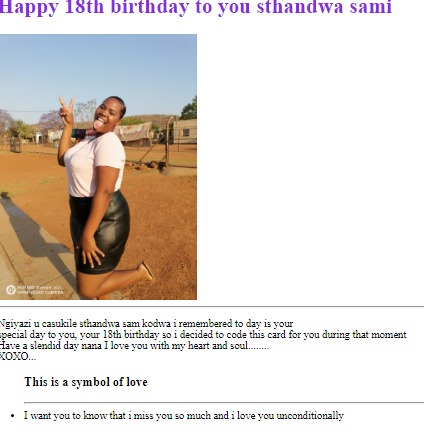 Happy 18th birthday to you sthandwa sami
Ngiyazi u casukile sthandwa sam kodwa i remembered to day is your
special day to you, your 18th birthday so i decided to code this card for you during that moment
Have a slendid day nana I love you with my heart and soul........
XOXO...
This is a symbol of love
I want you to know that i miss you so much and i love you unconditionally